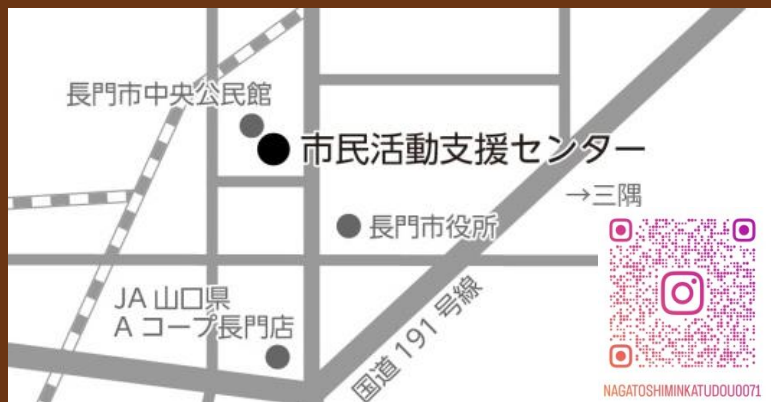 長門市中央公民館
市民活動支援センター
→三隅
長門市役所
JA 山口県
A コープ長門店
国道 191 号線
NAGATOSHIMINKATUDOU0071